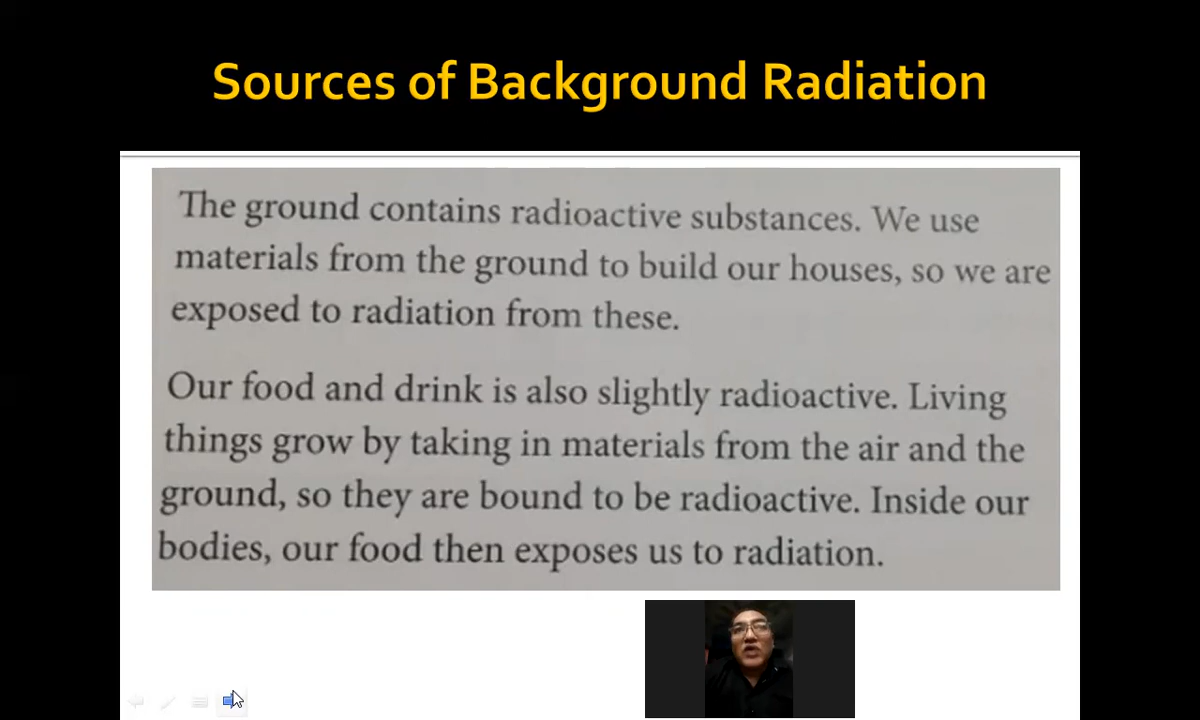 Sources of Background Radiation
The ground contains radioactive substances. We use
materials from the ground to build our houses, so we are
exposed to radiation from these.
Our food and drink is also slightly radioactive. Living
things grow by taking in materials from the air and the
ground, so they are bound to be radioactive. Inside our
bodies, our food then exposes us to radiation.